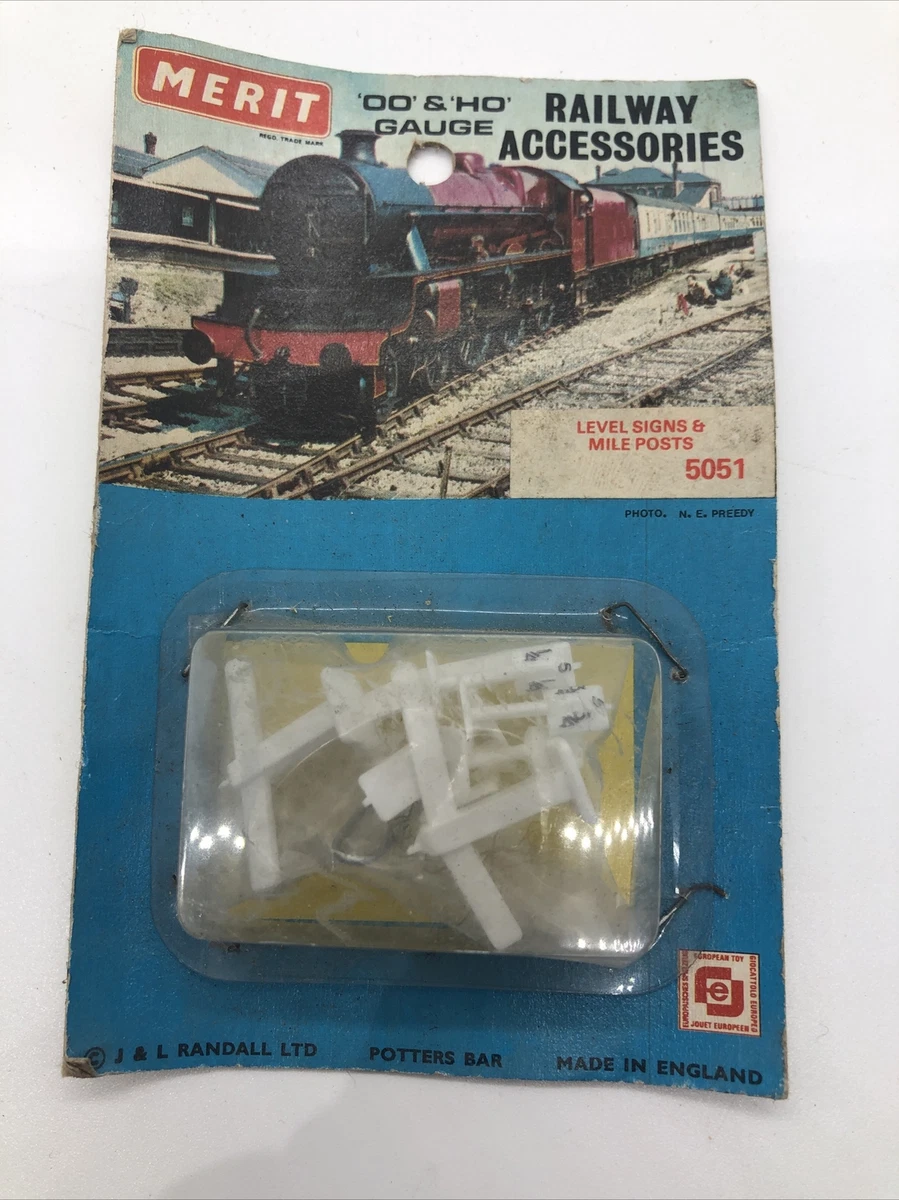 MERIT
REGD. TRADE MARK
'OO' & 'HO'
GAUGE
RAILWAY
ACCESSORIES
LEVEL SIGNS &
MILE POSTS
5051
PHOTO. N. E. PREEDY
EUROPEAN TOY
GIOCATTOLO EUROPEO
JOUET EUROPEEN
e
© J & L RANDALL LTD
POTTERS BAR
MADE IN ENGLAND